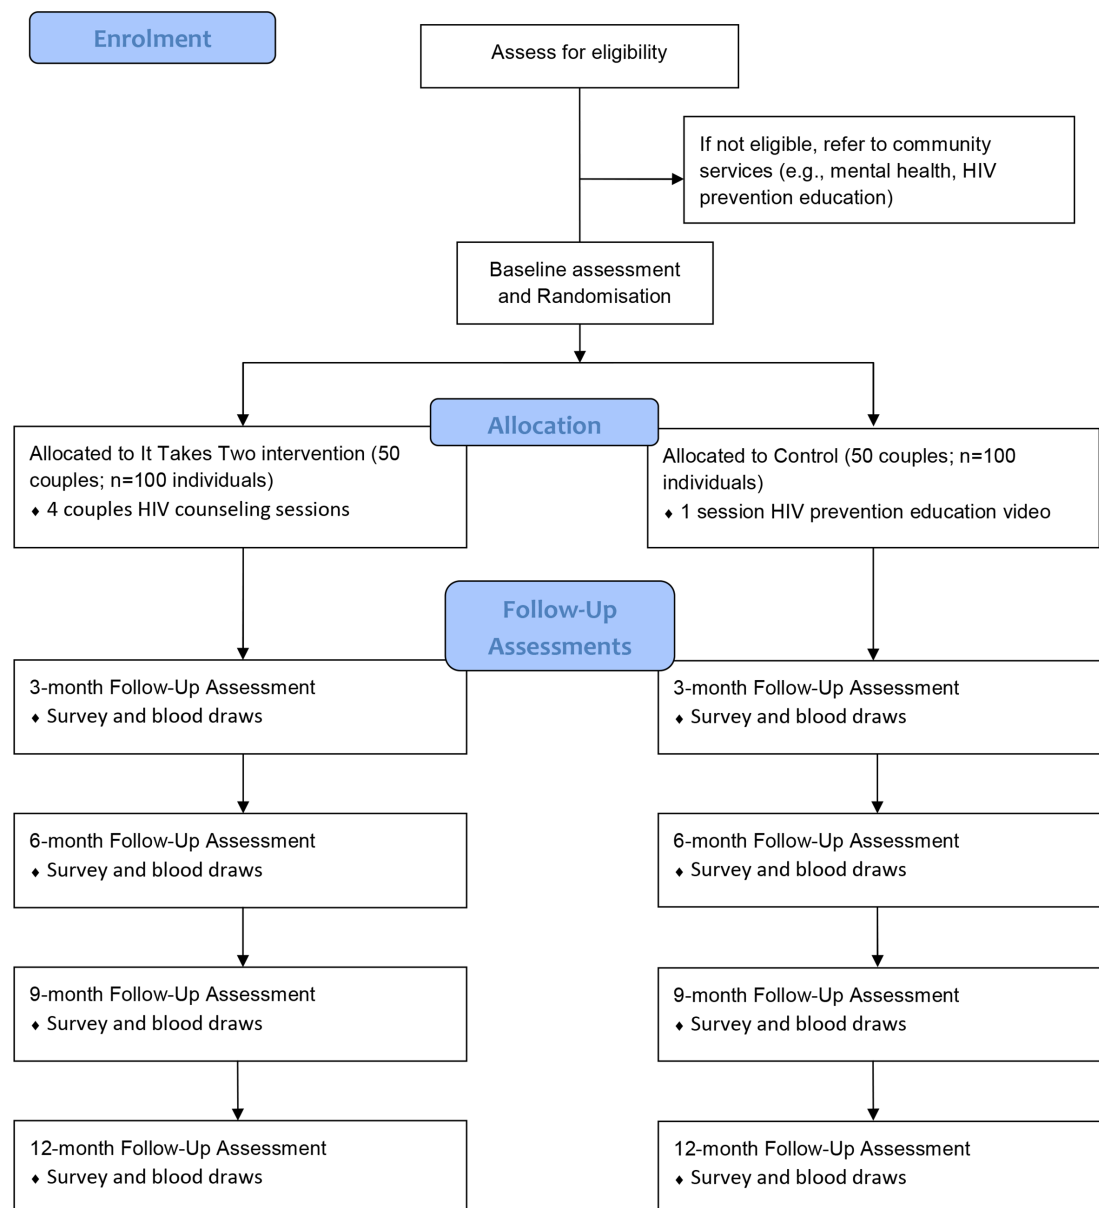 Enrolment
Assess for eligibility
If not eligible, refer to community
services (e.g., mental health, HIV
prevention education)
Baseline assessment
and Randomisation
Allocation
Allocated to It Takes Two intervention (50
couples; n=100 individuals)
♦ 4 couples HIV counseling sessions
Allocated to Control (50 couples; n=100
individuals)
♦ 1 session HIV prevention education video
Follow-Up
Assessments
3-month Follow-Up Assessment
♦ Survey and blood draws
3-month Follow-Up Assessment
♦ Survey and blood draws
6-month Follow-Up Assessment
♦ Survey and blood draws
6-month Follow-Up Assessment
♦ Survey and blood draws
9-month Follow-Up Assessment
♦ Survey and blood draws
9-month Follow-Up Assessment
♦ Survey and blood draws
12-month Follow-Up Assessment
♦ Survey and blood draws
12-month Follow-Up Assessment
♦ Survey and blood draws